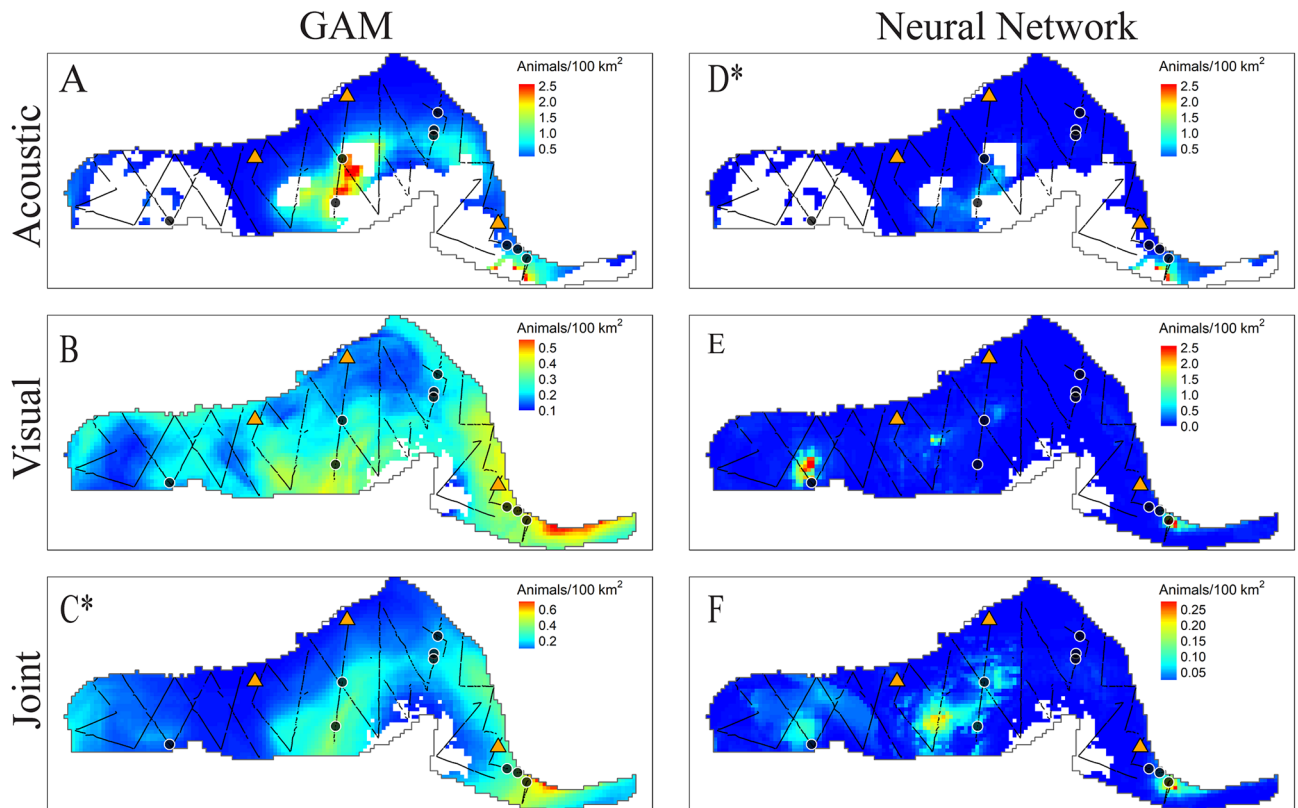 GAM
Neural Network
Acoustic
A
Animals/100 km²
2.5
2.0
1.5
1.0
0.5
D*
Animals/100 km²
2.5
2.0
1.5
1.0
0.5
Visual
B
Animals/100 km²
0.5
0.4
0.3
0.2
0.1
E
Animals/100 km²
2.5
2.0
1.5
1.0
0.5
0.0
Joint
C*
Animals/100 km²
0.6
0.4
0.2
F
Animals/100 km²
0.25
0.20
0.15
0.10
0.05